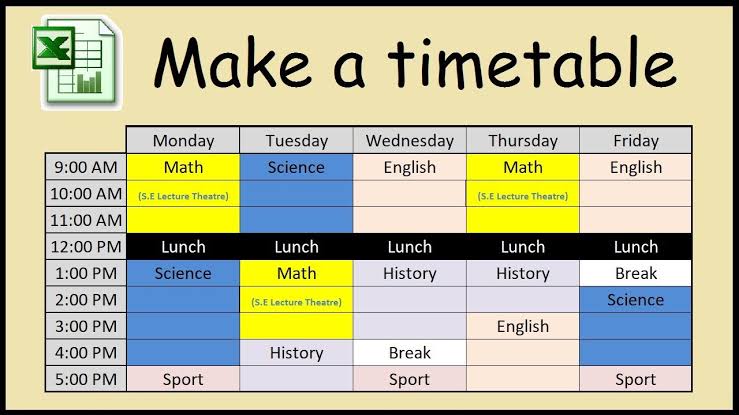 Make a timetable
Monday Tuesday Wednesday Thursday Friday
9:00 AM Math Science English Math English
10:00 AM (S.E Lecture Theatre) (S.E Lecture Theatre)
11:00 AM
12:00 PM Lunch Lunch Lunch Lunch Lunch
1:00 PM Science Math History History Break
2:00 PM (S.E Lecture Theatre) Science
3:00 PM English
4:00 PM History Break
5:00 PM Sport Sport Sport